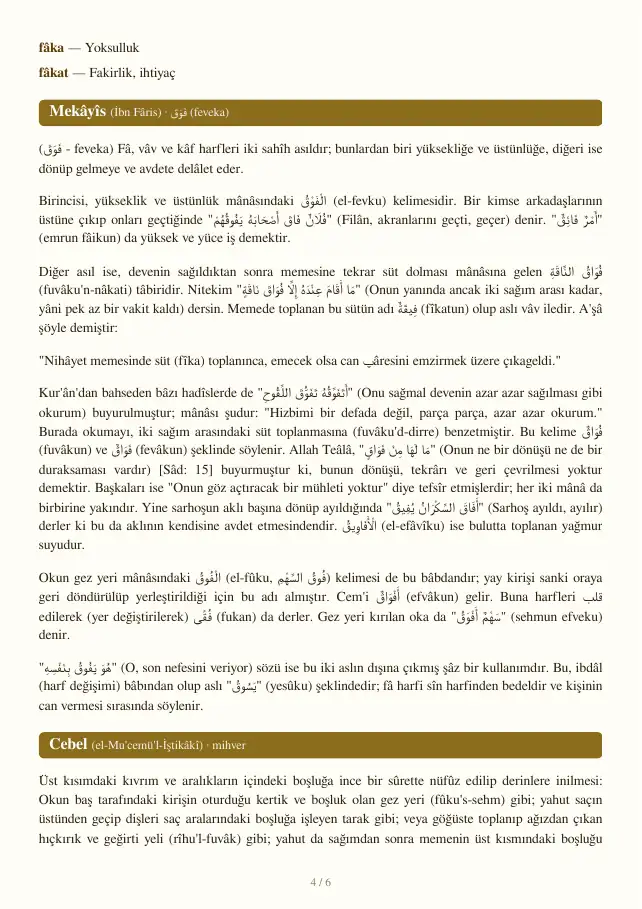 fâka — Yoksulluk
fâkat — Fakirlik, ihtiyaç
Mekâyîs (İbn Fâris) · فَوَقَ (feveka)
(فَوَقَ - feveka) Fâ, vâv ve kâf harfleri iki sahîh asıldır; bunlardan biri yüksekliğe ve üstünlüğe, diğeri ise
dönüp gelmeye ve avdete delâlet eder.
Birincisi, yükseklik ve üstünlük mânâsındaki الْفَوْقُ (el-fevku) kelimesidir. Bir kimse arkadaşlarının
üstüne çıkıp onları geçtiğinde "فُلَانٌ فَاقَ أَصْحَابَهُ يَفُوقُهُمْ" (Filân, akranlarını geçti, geçer) denir. "أَمْرٌ فَائِقٌ"
(emrun fâikun) da yüksek ve yüce iş demektir.
Diğer asıl ise, devenin sağıldıktan sonra memesine tekrar süt dolması mânâsına gelen فُوَاقُ النَّاقَةِ
(fuvâku'n-nâkati) tâbiridir. Nitekim "مَا أَقَامَ عِنْدَهُ إِلَّا فُوَاقَ نَاقَةٍ" (Onun yanında ancak iki sağım arası kadar,
yâni pek az bir vakit kaldı) dersin. Memede toplanan bu sütün adı فِيقَةٌ (fîkatun) olup aslı vâv iledir. A'şâ
şöyle demiştir:
"Nihâyet memesinde süt (fîka) toplanınca, emecek olsa can پâresini emzirmek üzere çıkageldi."
Kur'ân'dan bahseden bâzı hadîslerde de "أَتَفَوَّقُهُ تَفَوُّقَ اللَّقُوحِ" (Onu sağmal devenin azar azar sağılması gibi
okurum) buyurulmuştur; mânâsı şudur: "Hizbimi bir defada değil, parça parça, azar azar okurum."
Burada okumayı, iki sağım arasındaki süt toplanmasına (fuvâku'd-dirre) benzetmiştir. Bu kelime فُوَاقٌ
(fuvâkun) ve فَوَاقٌ (fevâkun) şeklinde söylenir. Allah Teâlâ, "مَا لَهَا مِنْ فَوَاقٍ" (Onun ne bir dönüşü ne de bir
duraksaması vardır) [Sâd: 15] buyurmuştur ki, bunun dönüşü, tekrârı ve geri çevrilmesi yoktur
demektir. Başkaları ise "Onun göz açtıracak bir mühleti yoktur" diye tefsîr etmişlerdir; her iki mânâ da
birbirine yakındır. Yine sarhoşun aklı başına dönüp ayıldığında "أَفَاقَ السَّكْرَانُ يُفِيقُ" (Sarhoş ayıldı, ayılır)
derler ki bu da aklının kendisine avdet etmesindendir. الْأَفَاوِيقُ (el-efâvîku) ise bulutta toplanan yağmur
suyudur.
Okun gez yeri mânâsındaki الْفُوقُ (el-fûku, فُوقُ السَّهْمِ) kelimesi de bu bâbdandır; yay kirişi sanki oraya
geri döndürülüp yerleştirildiği için bu adı almıştır. Cem'i أَفْوَاقٌ (efvâkun) gelir. Buna harfleri قلب
edilerek (yer değiştirilerek) فُقًى (fukan) da derler. Gez yeri kırılan oka da "سَهْمٌ أَفْوَقُ" (sehmun efveku)
denir.
"هُوَ يَفُوقُ بِنَفْسِهِ" (O, son nefesini veriyor) sözü ise bu iki aslın dışına çıkmış şâz bir kullanımdır. Bu, ibdâl
(harf değişimi) bâbından olup aslı "يَسُوقُ" (yesûku) şeklindedir; fâ harfi sîn harfinden bedeldir ve kişinin
can vermesi sırasında söylenir.
Cebel (el-Mu'cemü'l-İştikâkî) · mihver
Üst kısımdaki kıvrım ve aralıkların içindeki boşluğa ince bir sûrette nüfûz edilip derinlere inilmesi:
Okun baş tarafındaki kirişin oturduğu kertik ve boşluk olan gez yeri (fûku's-sehm) gibi; yahut saçın
üstünden geçip dişleri saç aralarındaki boşluğa işleyen tarak gibi; veya göğüste toplanıp ağızdan çıkan
hıçkırık ve geğirti yeli (rîhu'l-fuvâk) gibi; yahut da sağımdan sonra memenin üst kısmındaki boşluğu
4 / 6